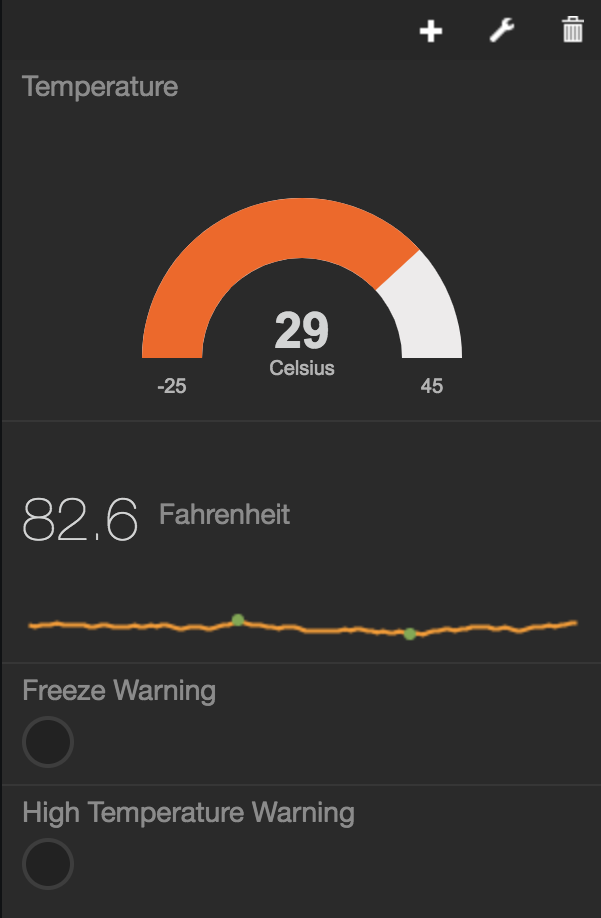 Temperature
29
Celsius
-25
45
82.6 Fahrenheit
Freeze Warning
High Temperature Warning